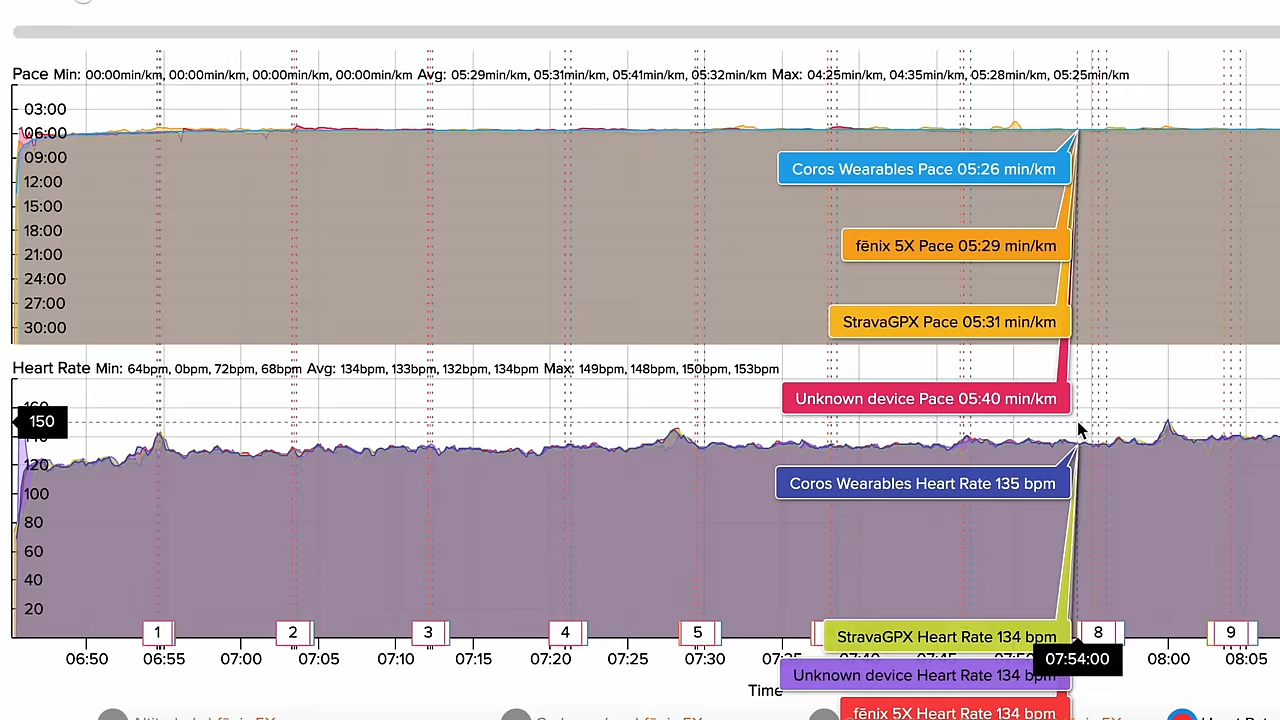 Pace Min: 00:00min/km, 00:00min/km, 00:00min/km, 00:00min/km Avg: 05:29min/km, 05:31min/km, 05:41min/km, 05:32min/km Max: 04:25min/km, 04:35min/km, 05:28min/km, 05:25min/km
03:00
06:00
09:00
12:00
15:00
18:00
21:00
24:00
27:00
30:00
Coros Wearables Pace 05:26 min/km
fēnix 5X Pace 05:29 min/km
StravaGPX Pace 05:31 min/km
Unknown device Pace 05:40 min/km
Heart Rate Min: 64bpm, 0bpm, 72bpm, 68bpm Avg: 134bpm, 133bpm, 132bpm, 134bpm Max: 149bpm, 148bpm, 150bpm, 153bpm
160
150
140
120
100
80
60
40
20
Coros Wearables Heart Rate 135 bpm
StravaGPX Heart Rate 134 bpm
Unknown device Heart Rate 134 bpm
fēnix 5X Heart Rate 134 bpm
1 2 3 4 5 8 9
06:50 06:55 07:00 07:05 07:10 07:15 07:20 07:25 07:30 07:35 07:40 07:45 07:54:00 08:00 08:05
Time